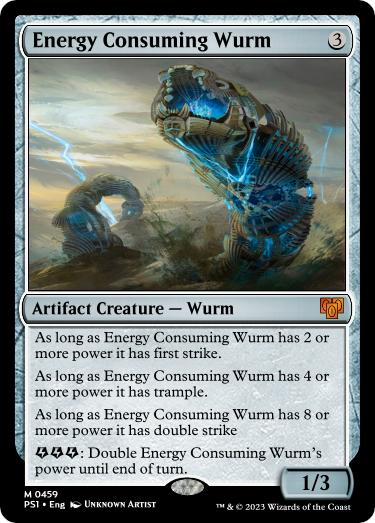 Energy Consuming Wurm 3
Artifact Creature — Wurm
As long as Energy Consuming Wurm has 2 or
more power it has first strike.
As long as Energy Consuming Wurm has 4 or
more power it has trample.
As long as Energy Consuming Wurm has 8 or
more power it has double strike
: Double Energy Consuming Wurm's
power until end of turn.
1/3
M 0459
PS1 • Eng Unknown Artist
™ & © 2023 Wizards of the Coast